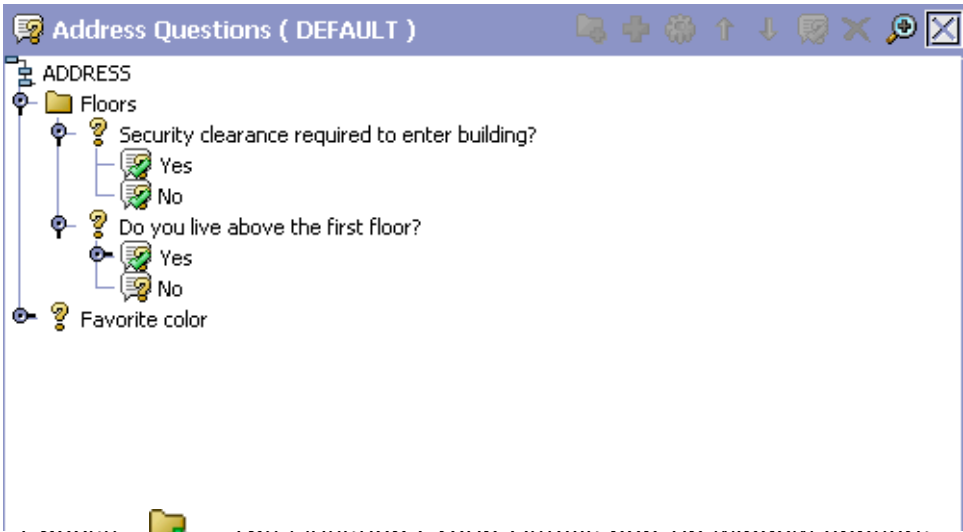 Address Questions ( DEFAULT )
ADDRESS
Floors
Security clearance required to enter building?
Yes
No
Do you live above the first floor?
Yes
No
Favorite color